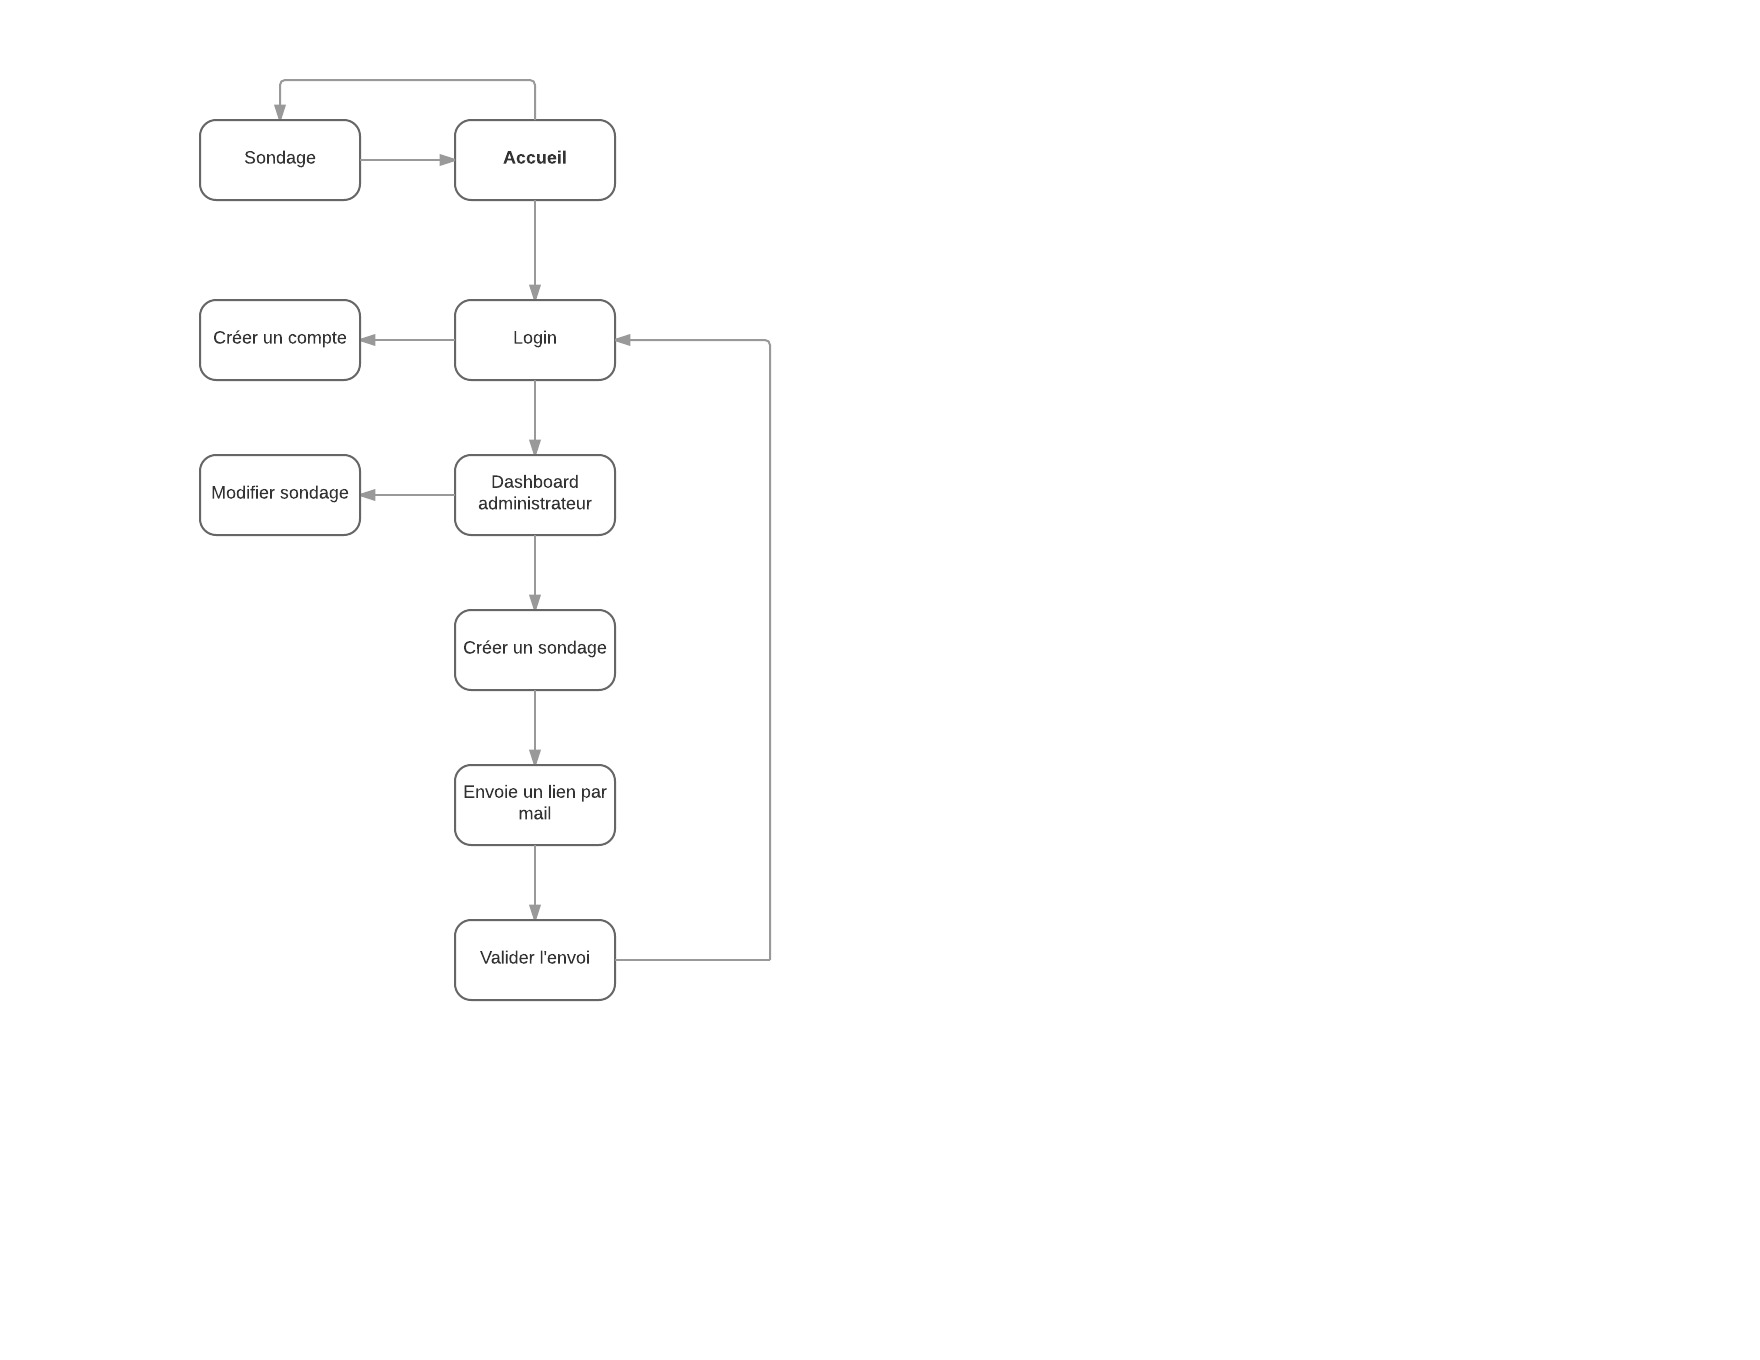 Sondage
Accueil
Créer un compte
Login
Modifier sondage
Dashboard
administrateur
Créer un sondage
Envoie un lien par
mail
Valider l'envoi